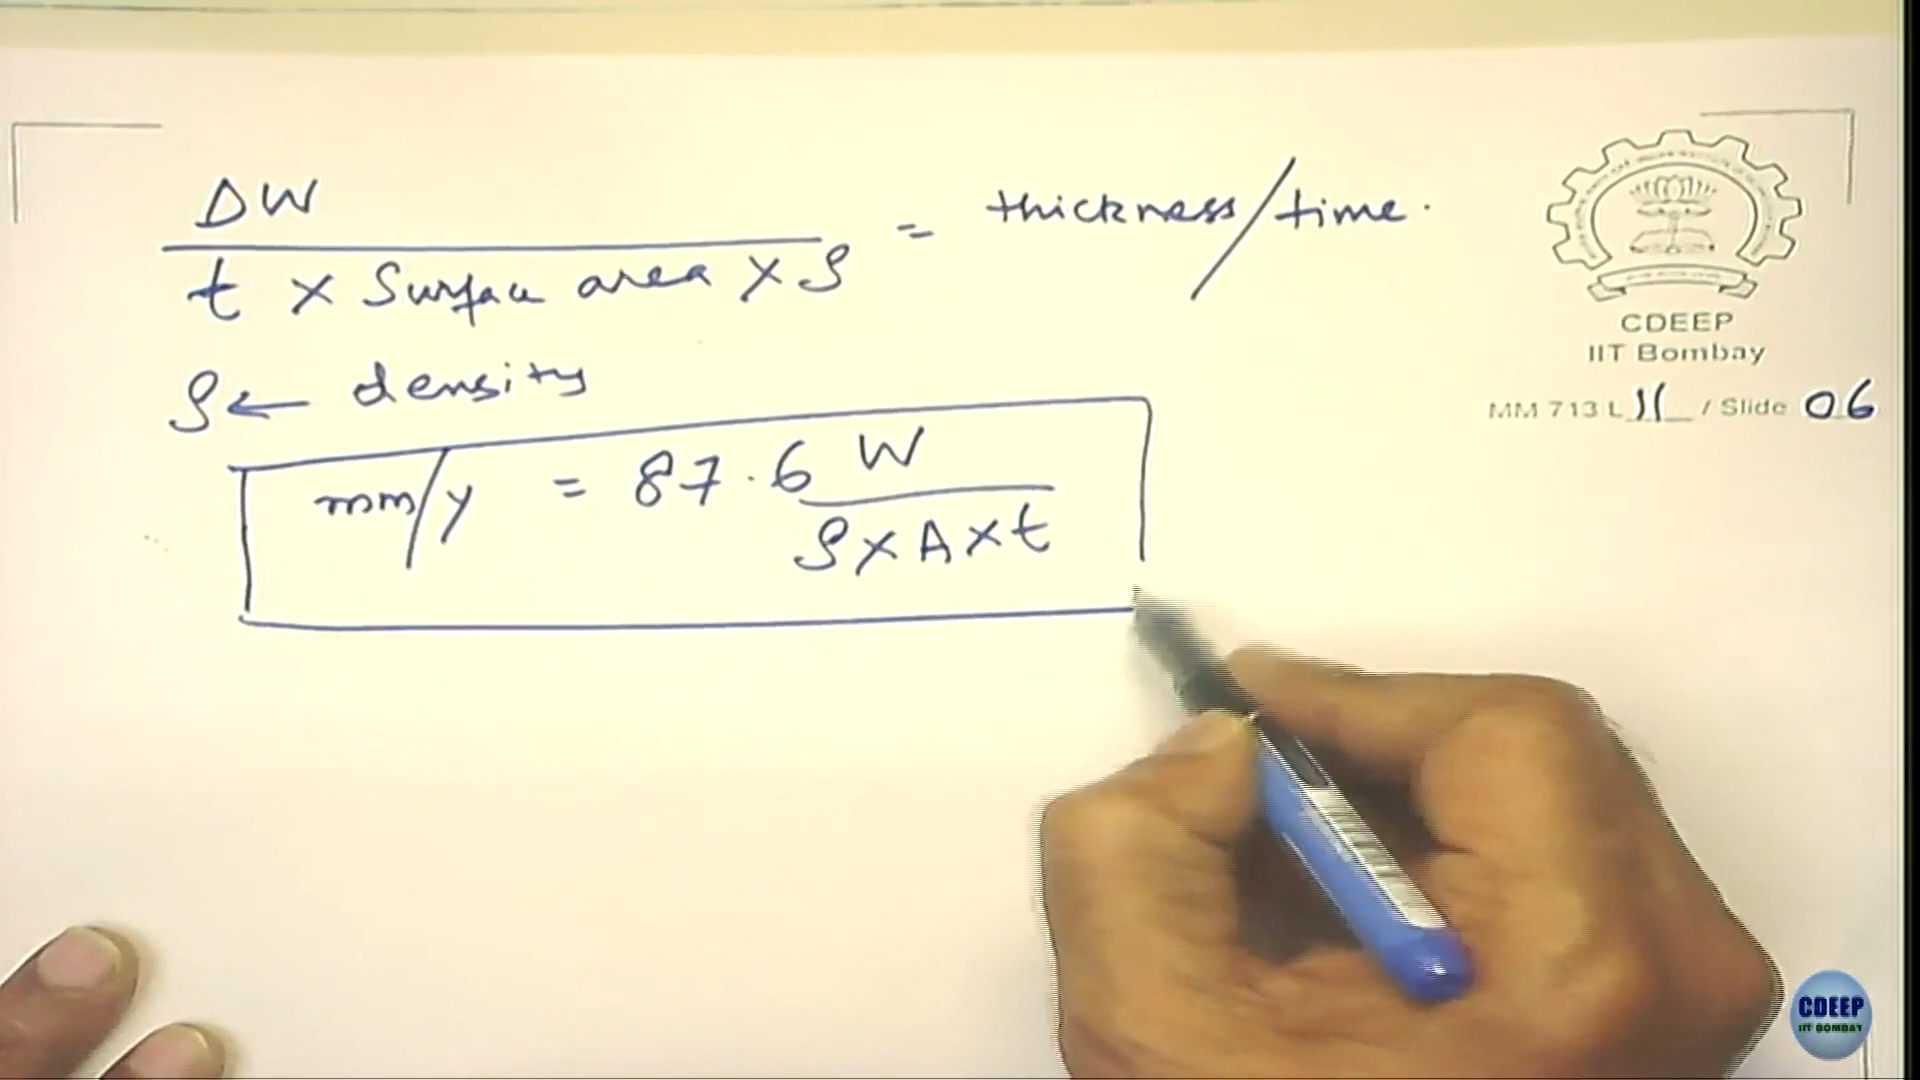 ΔW
= thickness/time.
t × Surface area × ρ
ρ ← density
mm/y = 87.6 W
ρ × A × t
CDEEP
IIT Bombay
MM 713 L 11 / Slide 06
CDEEP
IIT BOMBAY